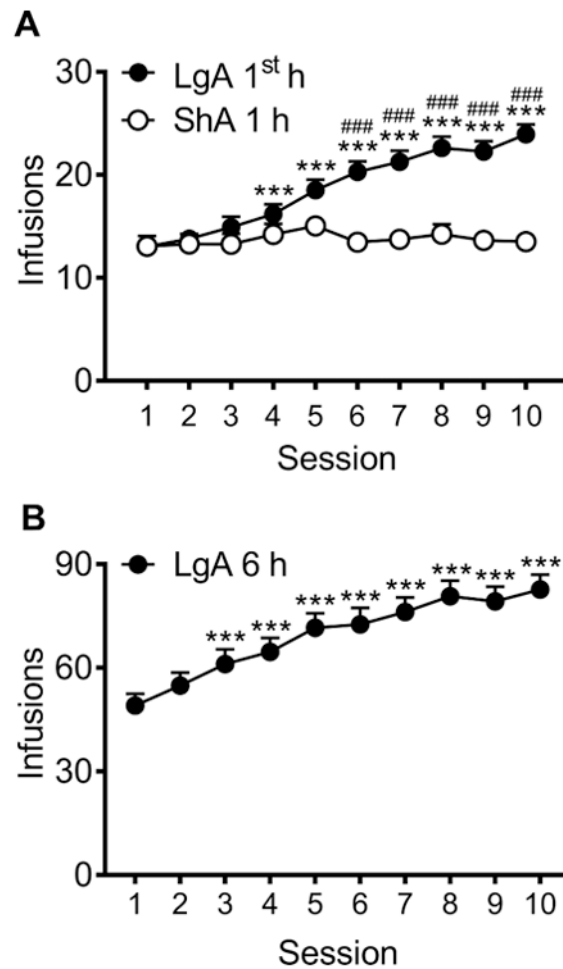 A
30
LgA 1st h
ShA 1 h
### ### ### ### ###
*** *** *** *** *** *** ***
20
Infusions
10
0
1 2 3 4 5 6 7 8 9 10
Session
B
90
LgA 6 h
*** *** *** *** *** *** *** ***
60
Infusions
30
0
1 2 3 4 5 6 7 8 9 10
Session